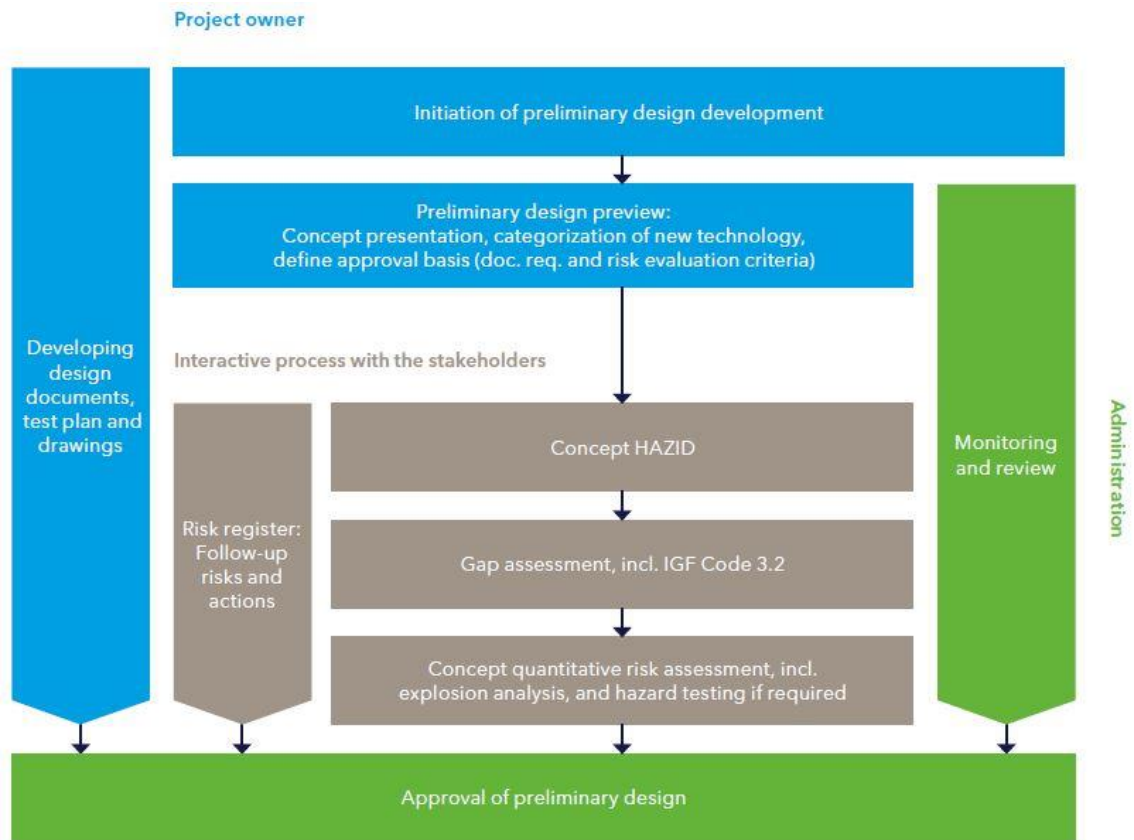 Project owner
Initiation of preliminary design development
Preliminary design preview:
Concept presentation, categorization of new technology,
define approval basis (doc. req. and risk evaluation criteria)
Developing
design
documents,
test plan and
drawings
Interactive process with the stakeholders
Risk register:
Follow-up
risks and
actions
Concept HAZID
Gap assessment, incl. IGF Code 3.2
Concept quantitative risk assessment, incl.
explosion analysis, and hazard testing if required
Monitoring
and review
Administration
Approval of preliminary design